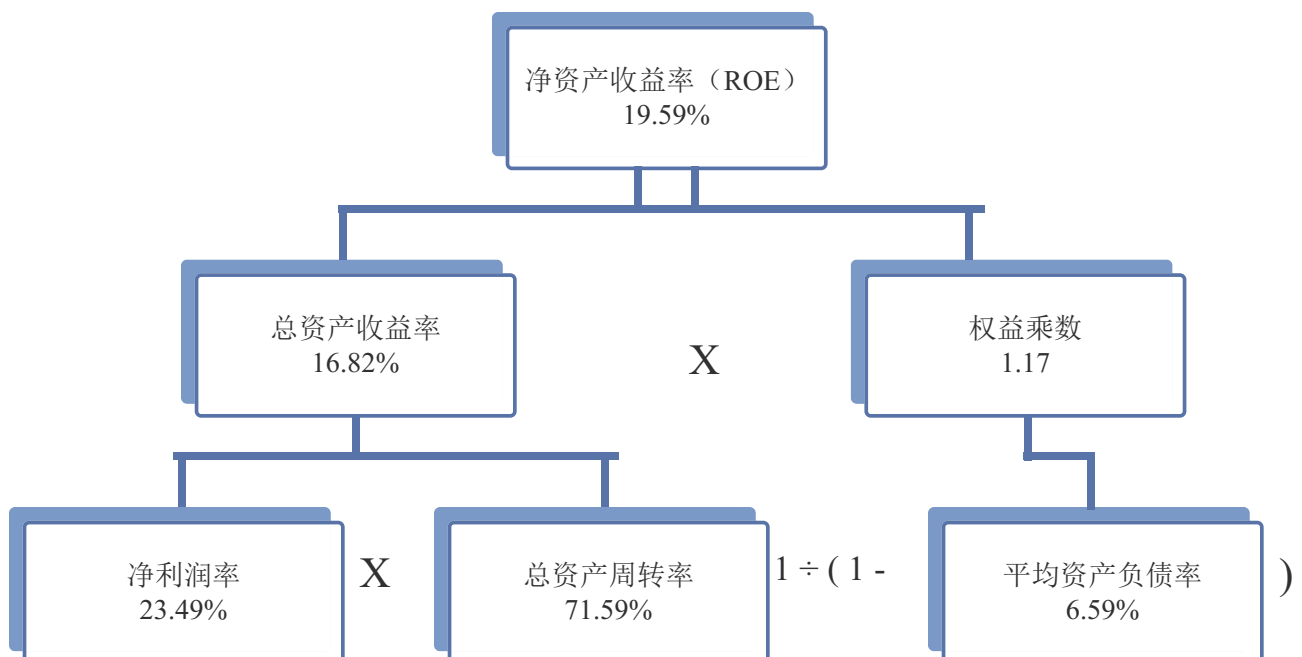 净资产收益率（ROE）
19.59%
总资产收益率
16.82%
X
权益乘数
1.17
净利润率
23.49%
X
总资产周转率
71.59%
1 ÷ ( 1 -
平均资产负债率
6.59%
)